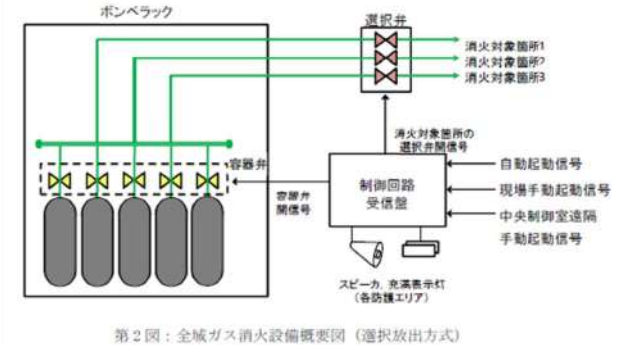 ボンベラック
選択弁
消火対象箇所1
消火対象箇所2
消火対象箇所3
消火対象箇所の
選択弁開信号
容器弁
容器弁
開信号
制御回路
受信盤
自動起動信号
現場手動起動信号
中央制御室遠隔
手動起動信号
スピーカ，充満表示灯
（各防護エリア）
第２図：全域ガス消火設備概要図（選択放出方式）